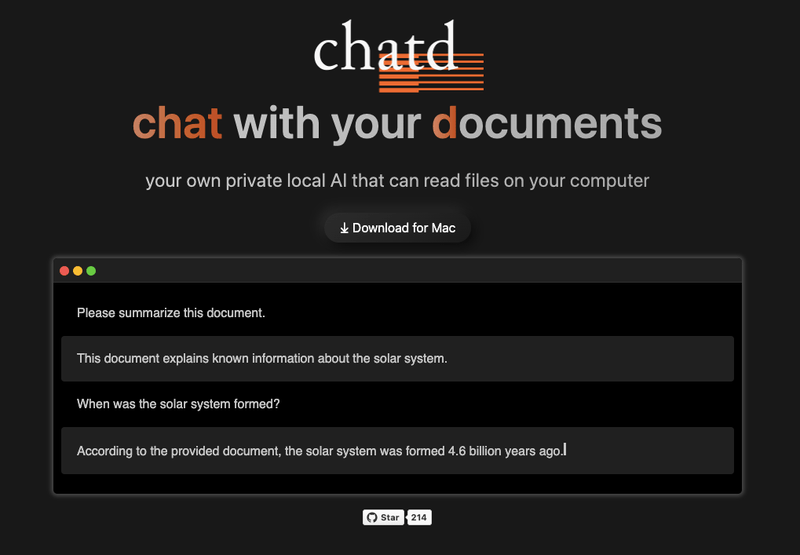 chatd
chat with your documents
your own private local AI that can read files on your computer
Download for Mac
Please summarize this document.
This document explains known information about the solar system.
When was the solar system formed?
According to the provided document, the solar system was formed 4.6 billion years ago.
Star 214